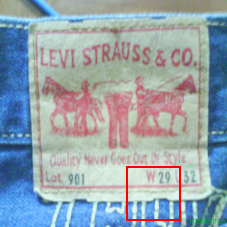 LEVI STRAUSS & CO.
Quality Never Goes Out Of Style
Lot 901 W 29 L 32